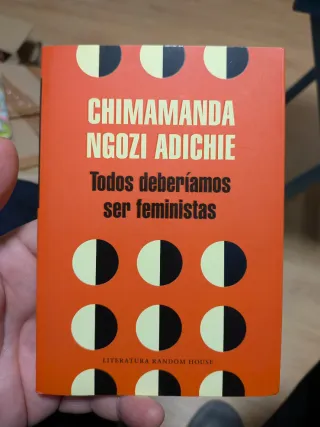 CHIMAMANDA
NGOZI ADICHIE
Todos deberíamos
ser feministas
LITERATURA RANDOM HOUSE